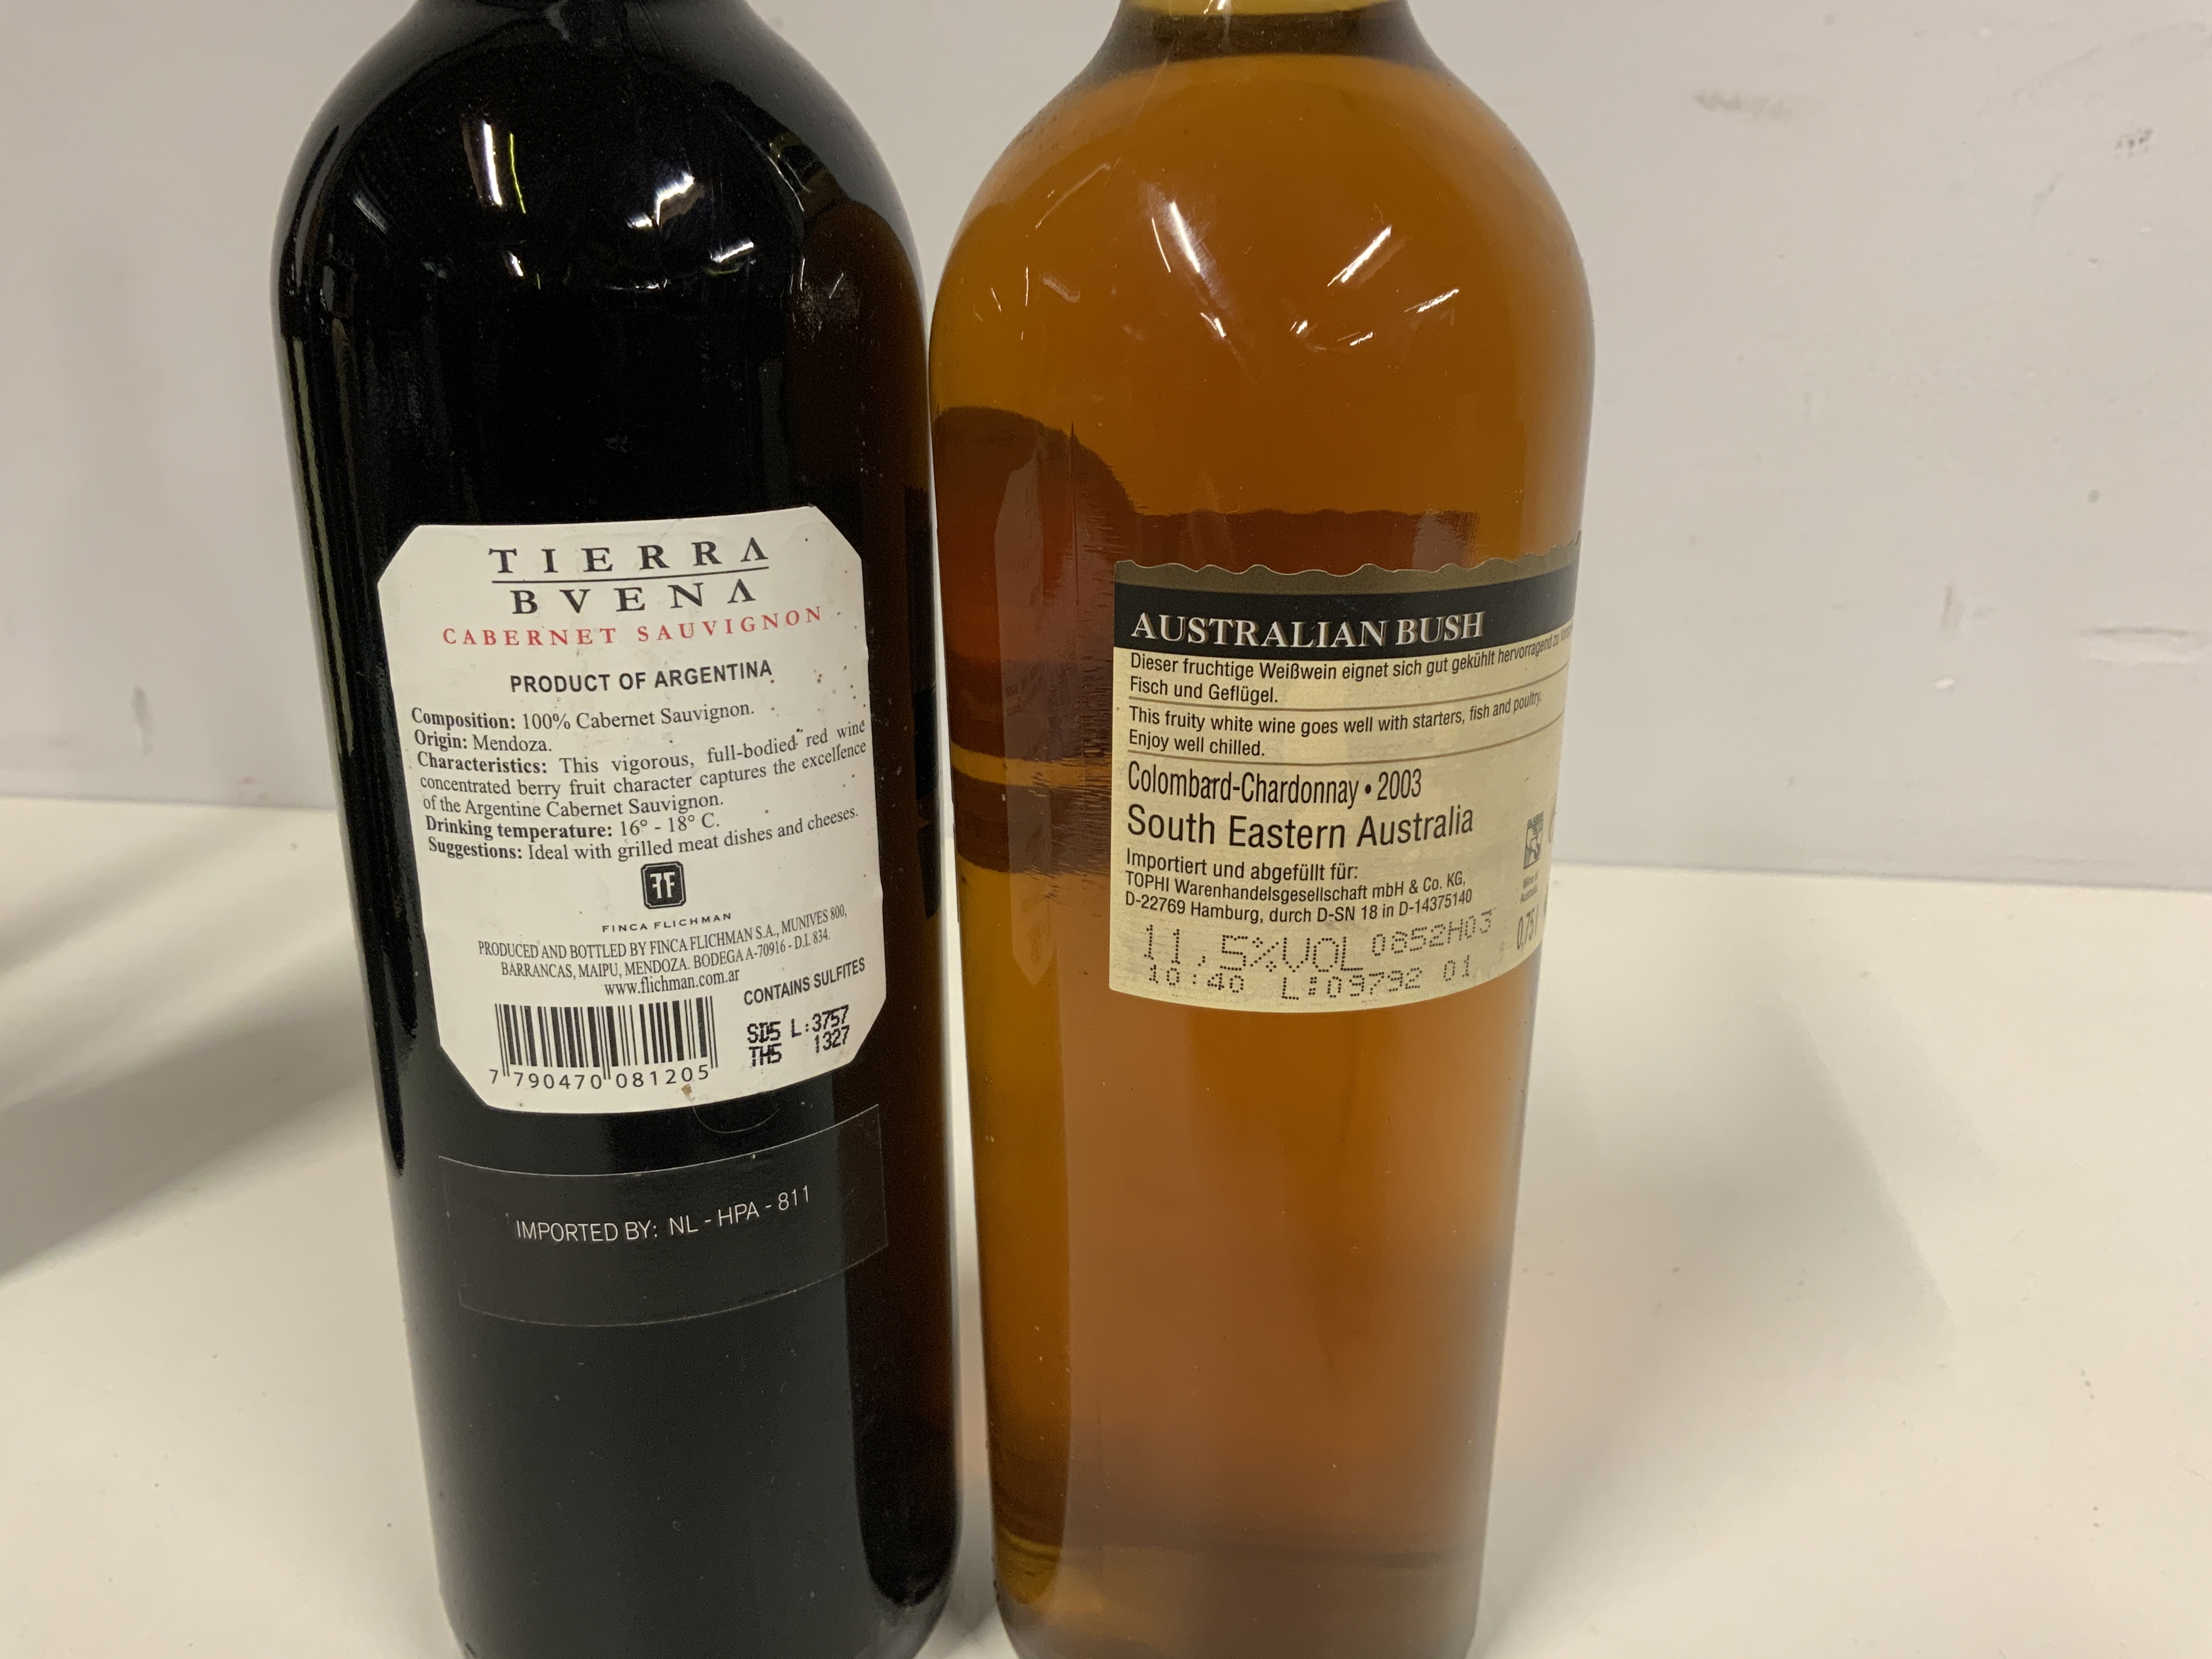 TIERRA
BVENA
CABERNET SAUVIGNON
PRODUCT OF ARGENTINA
Composition: 100% Cabernet Sauvignon.
Origin: Mendoza.
Characteristics: This vigorous, full-bodied red wine
concentrated berry fruit character captures the excellence
of the Argentine Cabernet Sauvignon.
Drinking temperature: 16° - 18° C.
Suggestions: Ideal with grilled meat dishes and cheeses.
FF
FINCA FLICHMAN
PRODUCED AND BOTTLED BY FINCA FLICHMAN S.A., MUNIVES 800,
BARRANCAS, MAIPU, MENDOZA. BODEGA A-70916 - D.I. 834.
www.flichman.com.ar
CONTAINS SULFITES
SD5 L:3757
TH5 1327
7 790470 081205
IMPORTED BY: NL - HPA - 811
AUSTRALIAN BUSH
Dieser fruchtige Weißwein eignet sich gut gekühlt hervorragend zu
Fisch und Geflügel.
This fruity white wine goes well with starters, fish and poultry.
Enjoy well chilled.
Colombard-Chardonnay • 2003
South Eastern Australia
Importiert und abgefüllt für:
TOPHI Warenhandelsgesellschaft mbH & Co. KG,
D-22769 Hamburg, durch D-SN 18 in D-14375140
11,5%VOL 0652H03
10:40 L:09792 01
Wine of
Australia
0,75 l